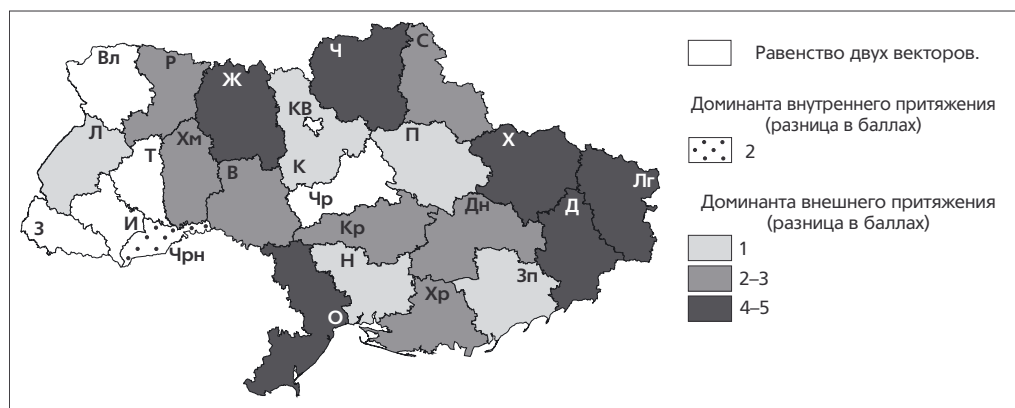 Вл
Р
Ж
Ч
С
КВ
Л
Т
Хм
В
К
П
Х
Лг
З
И
Чрн
Чр
Кр
Дн
Д
Н
Зп
Хр
О
Равенство двух векторов.
Доминанта внутреннего притяжения
(разница в баллах)
2
Доминанта внешнего притяжения
(разница в баллах)
1
2–3
4–5